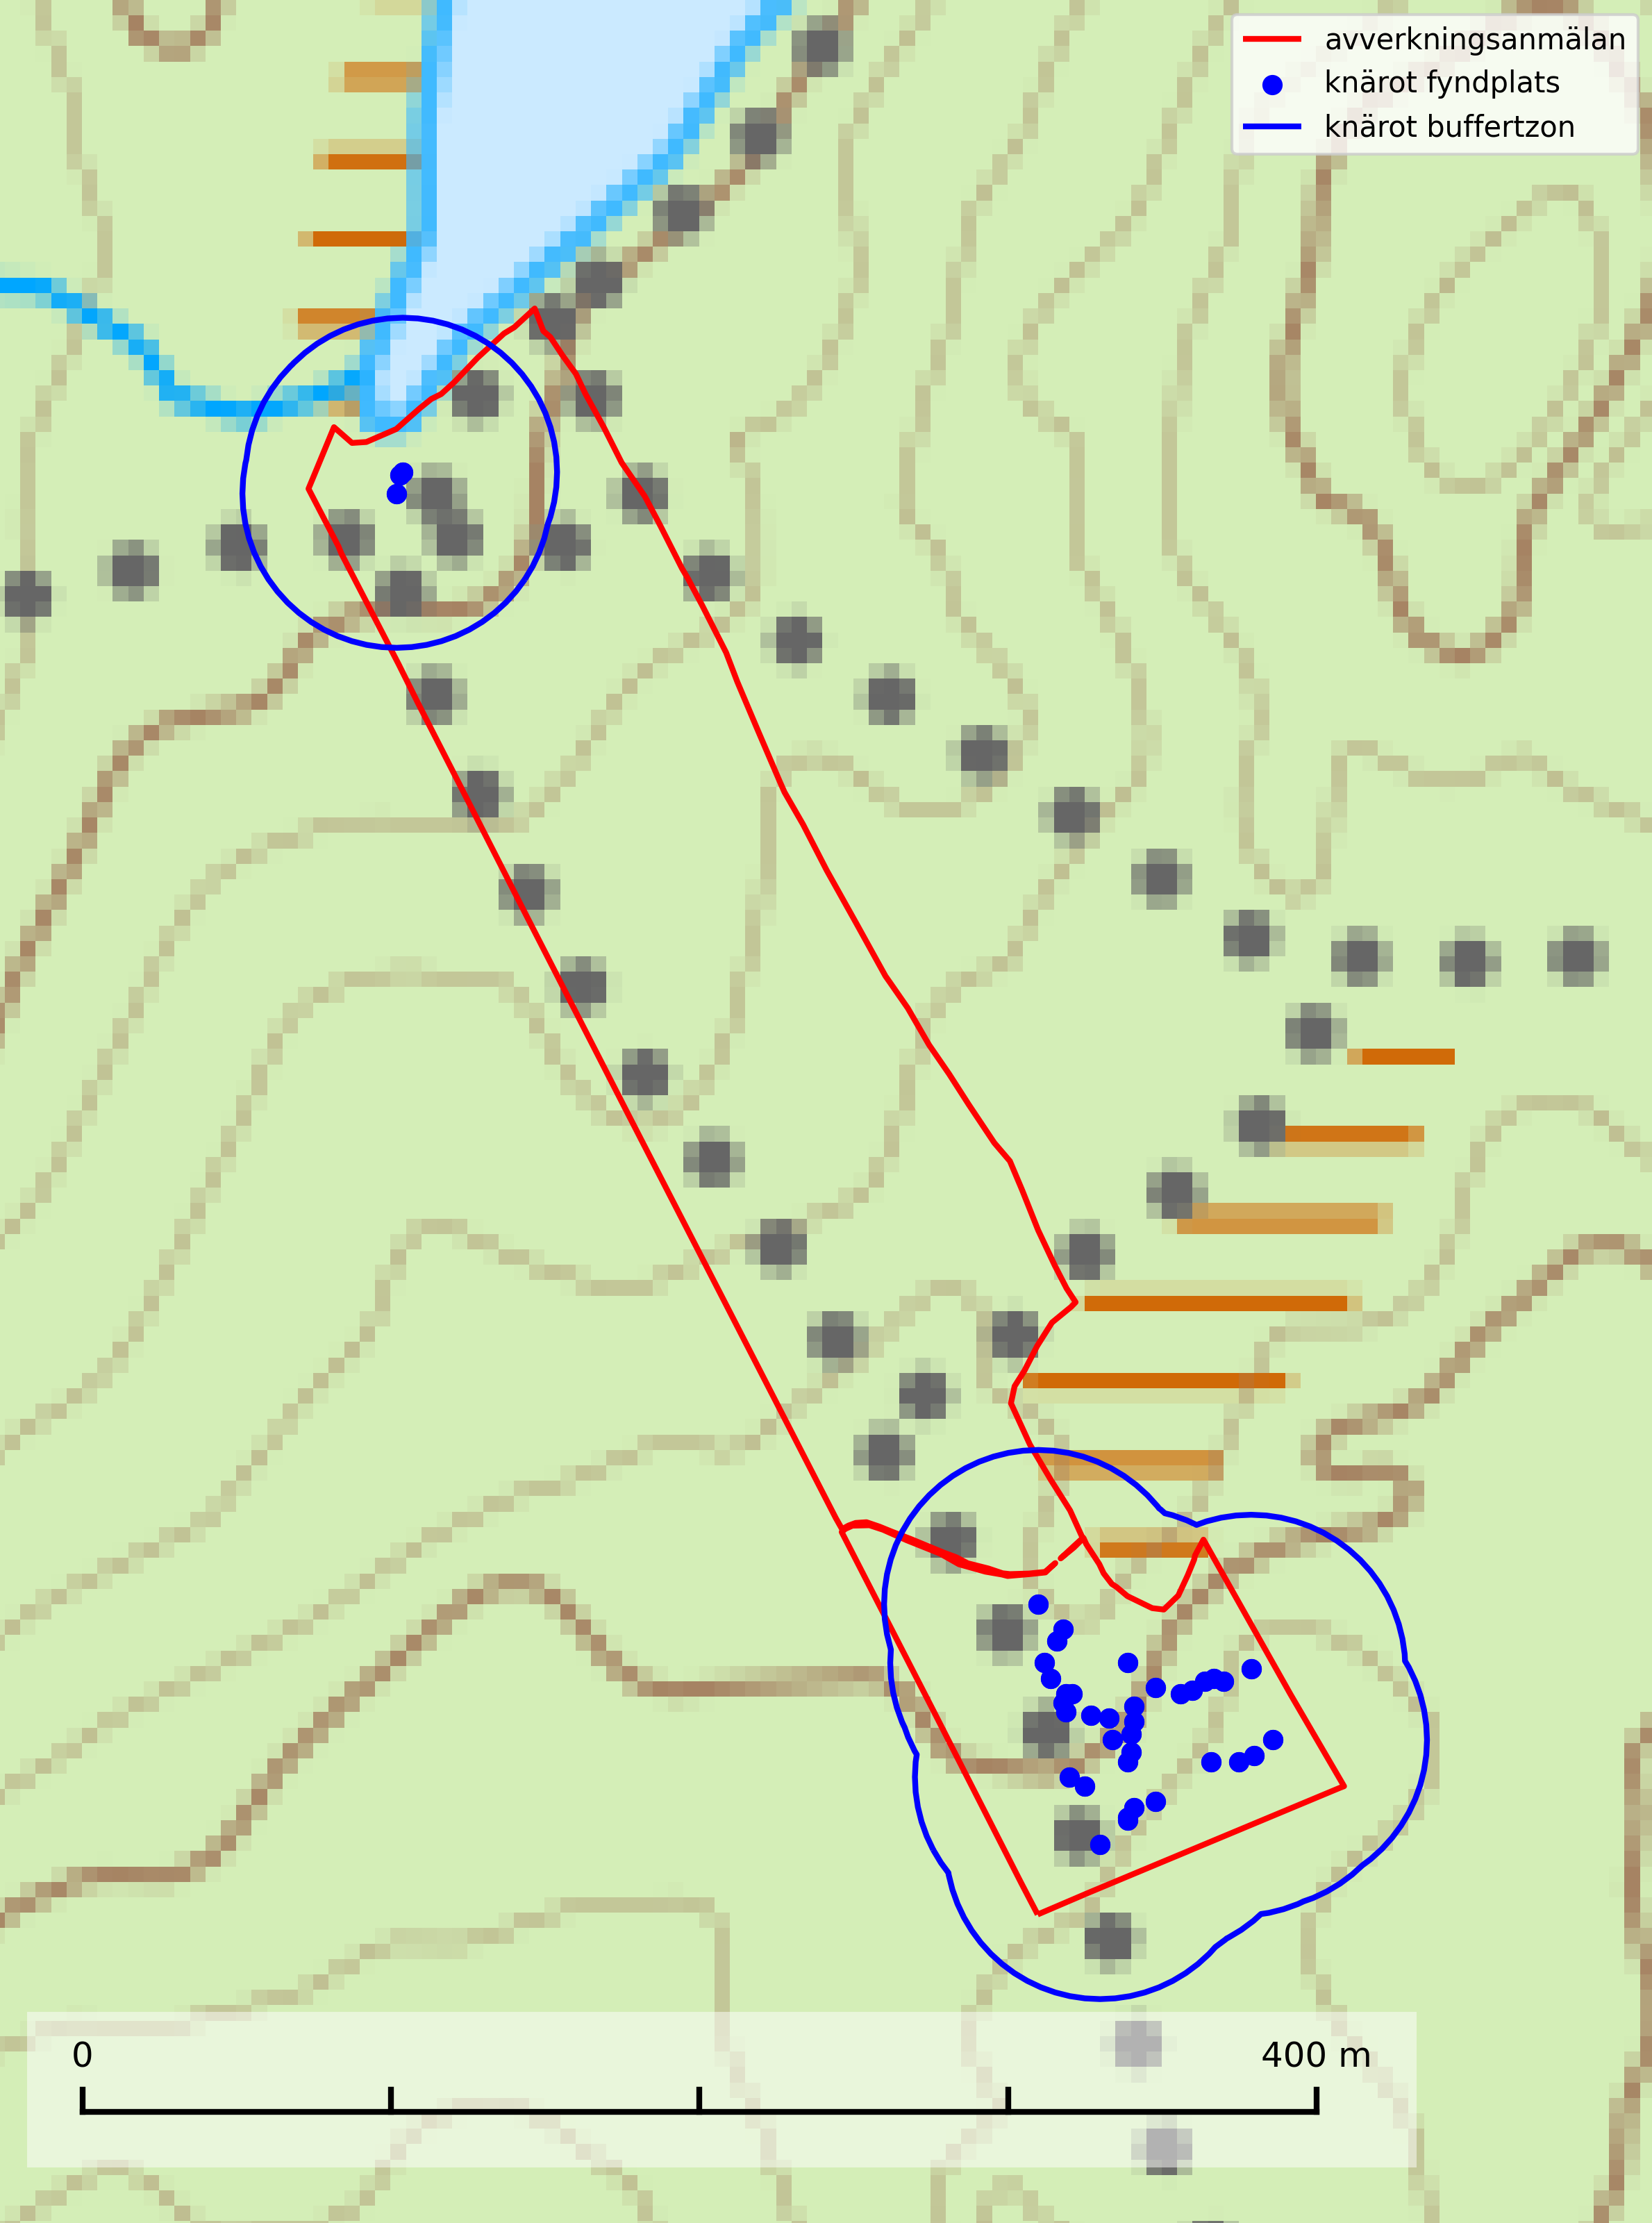 avverkningsanmälan
knärot fyndplats
knärot buffertzon
0 400 m